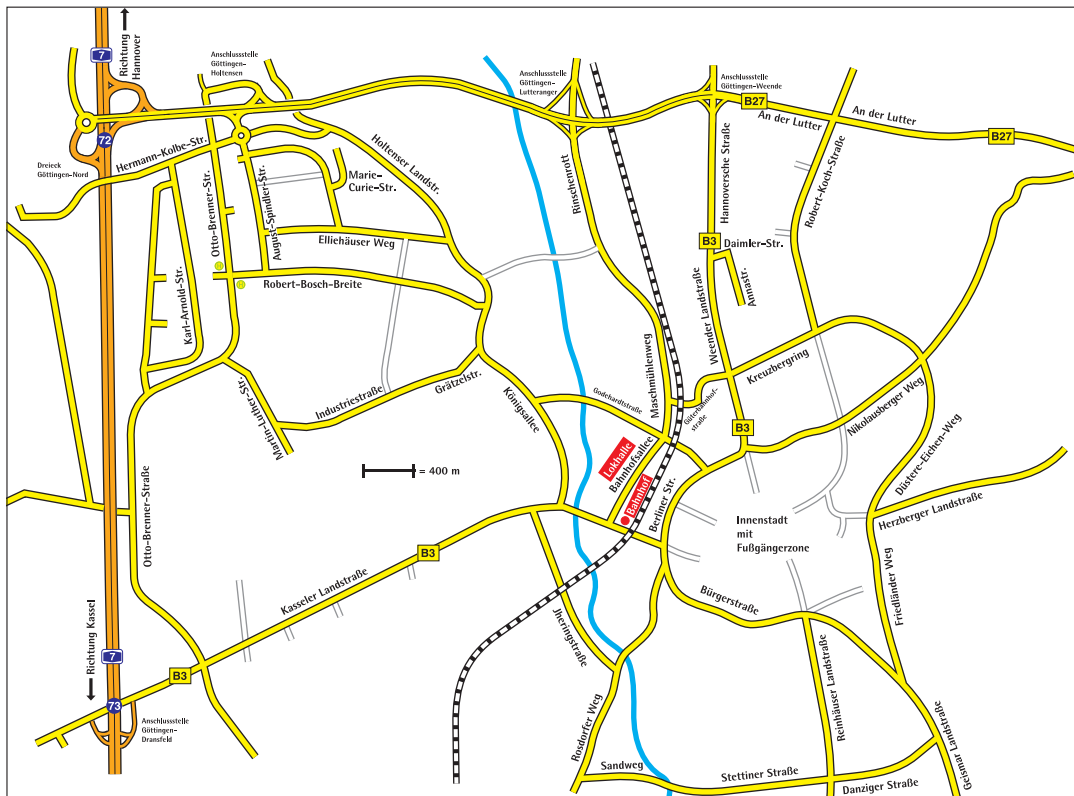 7
Richtung
Hannover
Anschlussstelle
Göttingen-
Holtensen
Anschlussstelle
Göttingen-
Lutteranger
Anschlussstelle
Göttingen-Weende
B27
An der Lutter
An der Lutter
B27
72
Dreieck
Göttingen-Nord
Hermann-Kolbe-Str.
Otto-Brenner-Str.
August-Spindler-Str.
Marie-
Curie-Str.
Holtenser Landstr.
Rinschenrott
Hannoversche Straße
Robert-Koch-Straße
Elliehäuser Weg
B3
Daimler-Str.
Annastr.
H
H
Robert-Bosch-Breite
Karl-Arnold-Str.
Weender Landstraße
Maschmühlenweg
Kreuzbergring
Martin-Luther-Str.
Industriestraße
Grätzelstr.
Königsallee
Godehardtstraße
Güterbahnhof-
straße
Nikolausberger Weg
B3
Düstere-Eichen-Weg
Lokhalle
Bahnhofsallee
= 400 m
Bahnhof
Berliner Str.
Innenstadt
mit
Fußgängerzone
Herzberger Landstraße
Otto-Brenner-Straße
B3
Kasseler Landstraße
Bürgerstraße
Friedländer Weg
Jheringstraße
Richtung Kassel
7
B3
73
Anschlussstelle
Göttingen-
Dransfeld
Rosdorfer Weg
Reinhäuser Landstraße
Geismar Landstraße
Sandweg
Stettiner Straße
Danziger Straße